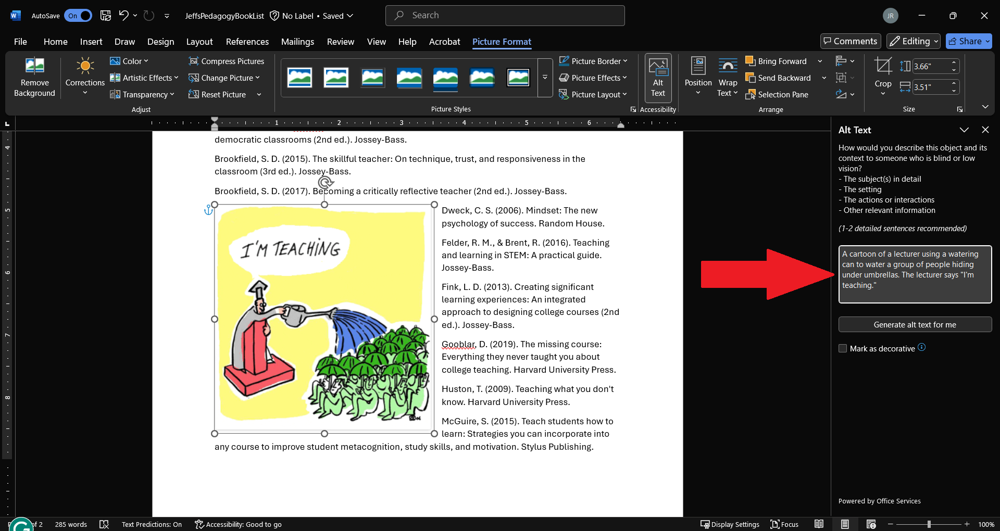 AutoSave On JeffsPedagogyBookList No Label • Saved Search JR
File Home Insert Draw Design Layout References Mailings Review View Help Acrobat Picture Format Comments Editing Share
Remove Background
Corrections
Color
Artistic Effects
Transparency
Compress Pictures
Change Picture
Reset Picture
Adjust
Picture Styles
Picture Border
Picture Effects
Picture Layout
Alt Text
Accessibility
Position
Wrap Text
Bring Forward
Send Backward
Selection Pane
Arrange
Crop
3.66"
3.51"
Size
1 2 3 4 5 6
4
5
6
7
8
democratic classrooms (2nd ed.). Jossey-Bass.
Brookfield, S. D. (2015). The skillful teacher: On technique, trust, and responsiveness in the
classroom (3rd ed.). Jossey-Bass.
Brookfield, S. D. (2017). Becoming a critically reflective teacher (2nd ed.). Jossey-Bass.
I'M TEACHING
Dweck, C. S. (2006). Mindset: The new
psychology of success. Random House.
Felder, R. M., & Brent, R. (2016). Teaching
and learning in STEM: A practical guide.
Jossey-Bass.
Fink, L. D. (2013). Creating significant
learning experiences: An integrated
approach to designing college courses (2nd
ed.). Jossey-Bass.
Gooblar, D. (2019). The missing course:
Everything they never taught you about
college teaching. Harvard University Press.
Huston, T. (2009). Teaching what you don't
know. Harvard University Press.
McGuire, S. (2015). Teach students how to
learn: Strategies you can incorporate into
any course to improve student metacognition, study skills, and motivation. Stylus Publishing.
Alt Text
How would you describe this object and its
context to someone who is blind or low
vision?
- The subject(s) in detail
- The setting
- The actions or interactions
- Other relevant information
(1-2 detailed sentences recommended)
A cartoon of a lecturer using a watering
can to water a group of people hiding
under umbrellas. The lecturer says "I'm
teaching."
Generate alt text for me
Mark as decorative
Powered by Office Services
of 2 285 words Text Predictions: On Accessibility: Good to go Display Settings Focus 100%